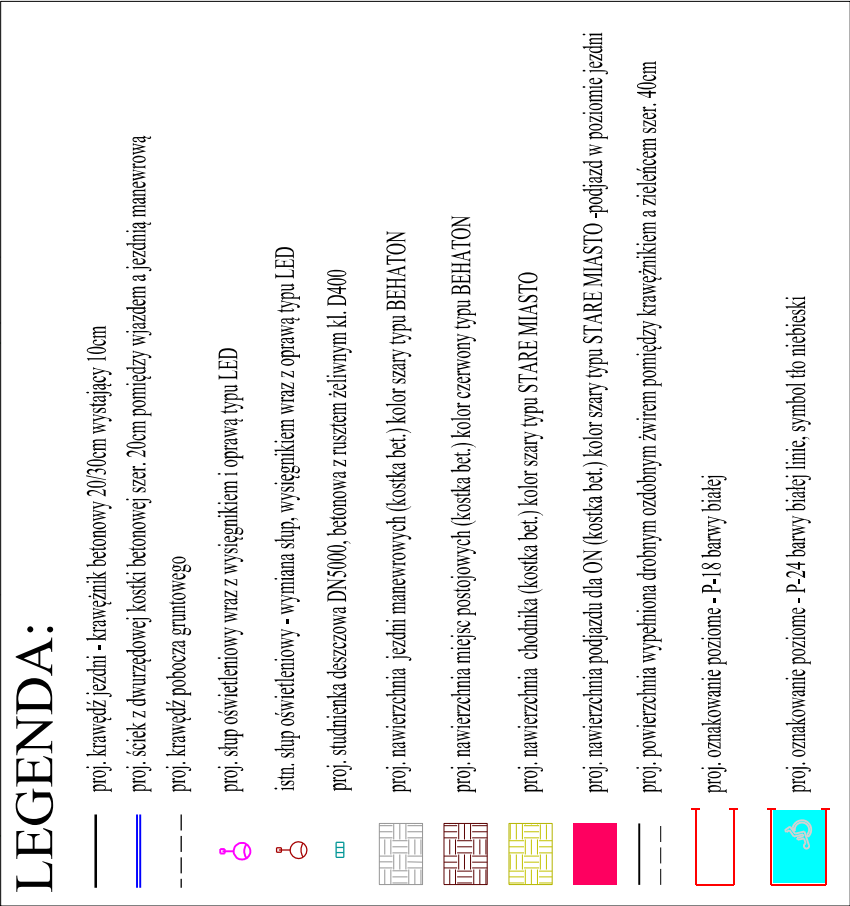 LEGENDA:
proj. krawędź jezdni - krawężnik betonowy 20/30cm wystający 10cm
proj. ściek z dwurzędowej kostki betonowej szer. 20cm pomiędzy wjazdem a jezdnią manewrową
proj. krawędź pobocza gruntowego
proj. słup oświetleniowy wraz z wysięgnikiem i oprawą typu LED
istn. słup oświetleniowy - wymiana słup, wysięgnikiem wraz z oprawą typu LED
proj. studnienka deszczowa DN5000, betonowa z rusztem żeliwnym kl. D400
proj. nawierzchnia jezdni manewrowych (kostka bet.) kolor szary typu BEHATON
proj. nawierzchnia miejsc postojowych (kostka bet.) kolor czerwony typu BEHATON
proj. nawierzchnia chodnika (kostka bet.) kolor szary typu STARE MIASTO
proj. nawierzchnia podjazdu dla ON (kostka bet.) kolor szary typu STARE MIASTO -podjazd w poziomie jezdni
proj. powierzchnia wypełniona drobnym ozdobnym żwirem pomiędzy krawężnikiem a zieleńcem szer. 40cm
proj. oznakowanie poziome - P-18 barwy białej
proj. oznakowanie poziome - P-24 barwy białej linie, symbol tło niebieski